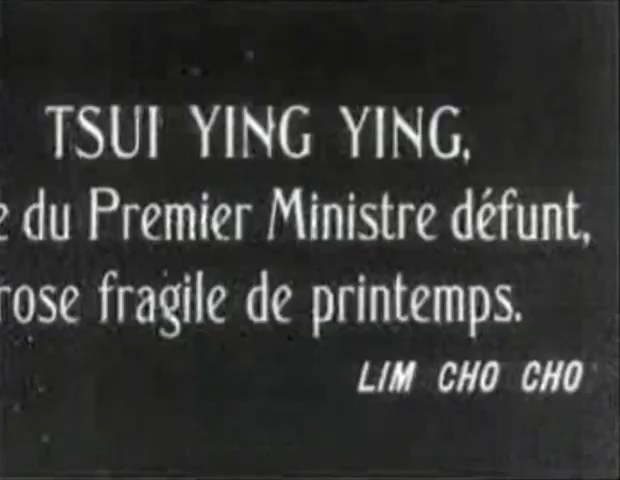 TSUI YING YING,
du Premier Ministre défunt,
rose fragile de printemps.
LIM CHO CHO